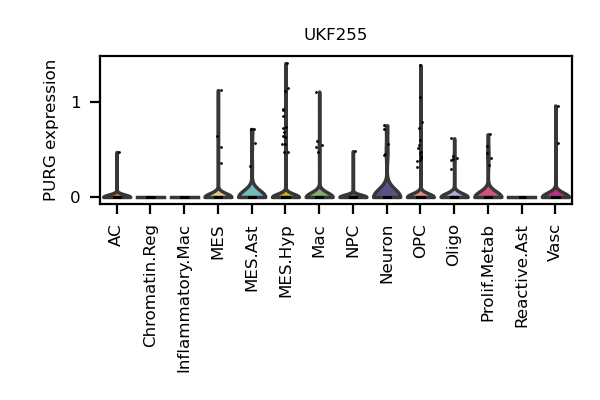 UKF255
PURG expression
1
0
AC
Chromatin.Reg
Inflammatory.Mac
MES
MES.Ast
MES.Hyp
Mac
NPC
Neuron
OPC
Oligo
Prolif.Metab
Reactive.Ast
Vasc